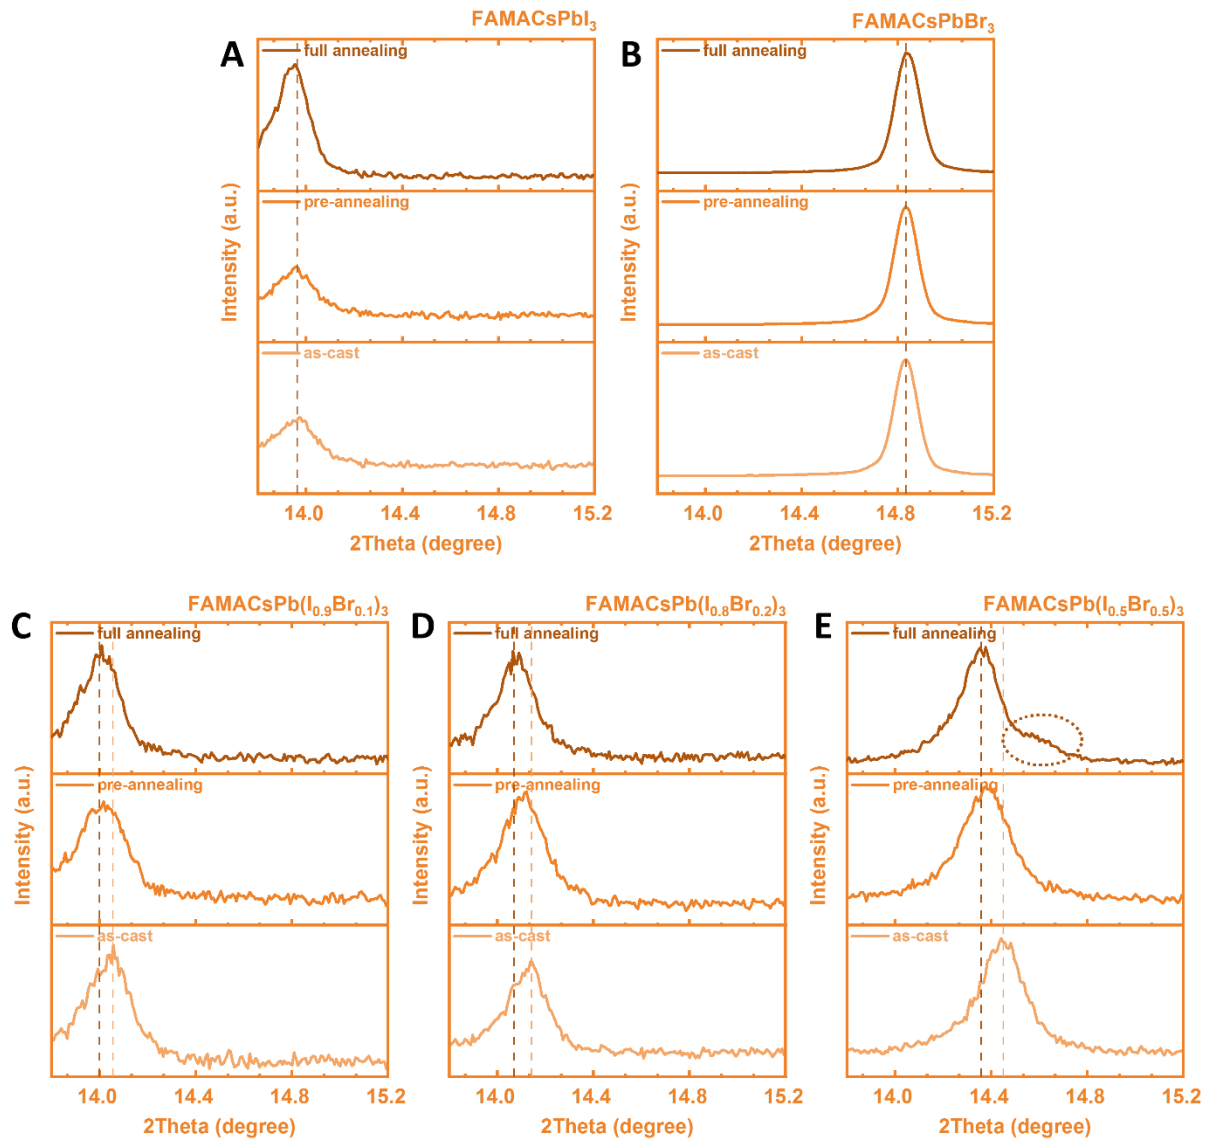 FAMACsPbI₃
A
full annealing
pre-annealing
as-cast
Intensity (a.u.)
14.0 14.4 14.8 15.2
2Theta (degree)
FAMACsPbBr₃
B
full annealing
pre-annealing
as-cast
Intensity (a.u.)
14.0 14.4 14.8 15.2
2Theta (degree)
FAMACsPb(I₀.₉Br₀.₁)₃
C
full annealing
pre-annealing
as-cast
Intensity (a.u.)
14.0 14.4 14.8 15.2
2Theta (degree)
FAMACsPb(I₀.₈Br₀.₂)₃
D
full annealing
pre-annealing
as-cast
Intensity (a.u.)
14.0 14.4 14.8 15.2
2Theta (degree)
FAMACsPb(I₀.₅Br₀.₅)₃
E
full annealing
pre-annealing
as-cast
Intensity (a.u.)
14.0 14.4 14.8 15.2
2Theta (degree)